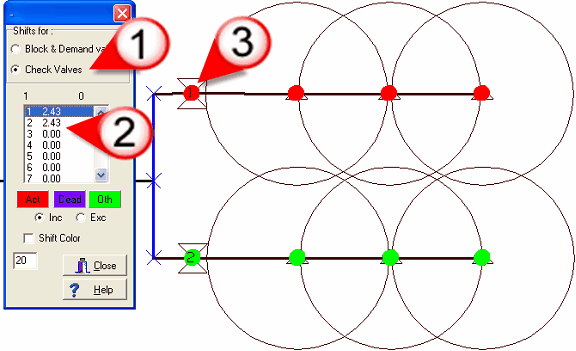 Shifts for :
Block & Demand va
Check Valves
1 0
1 2.43
2 2.43
3 0.00
4 0.00
5 0.00
6 0.00
7 0.00
Act Dead Oth
Inc Exc
Shift Color
20
Close
Help
1
2
3
1
2